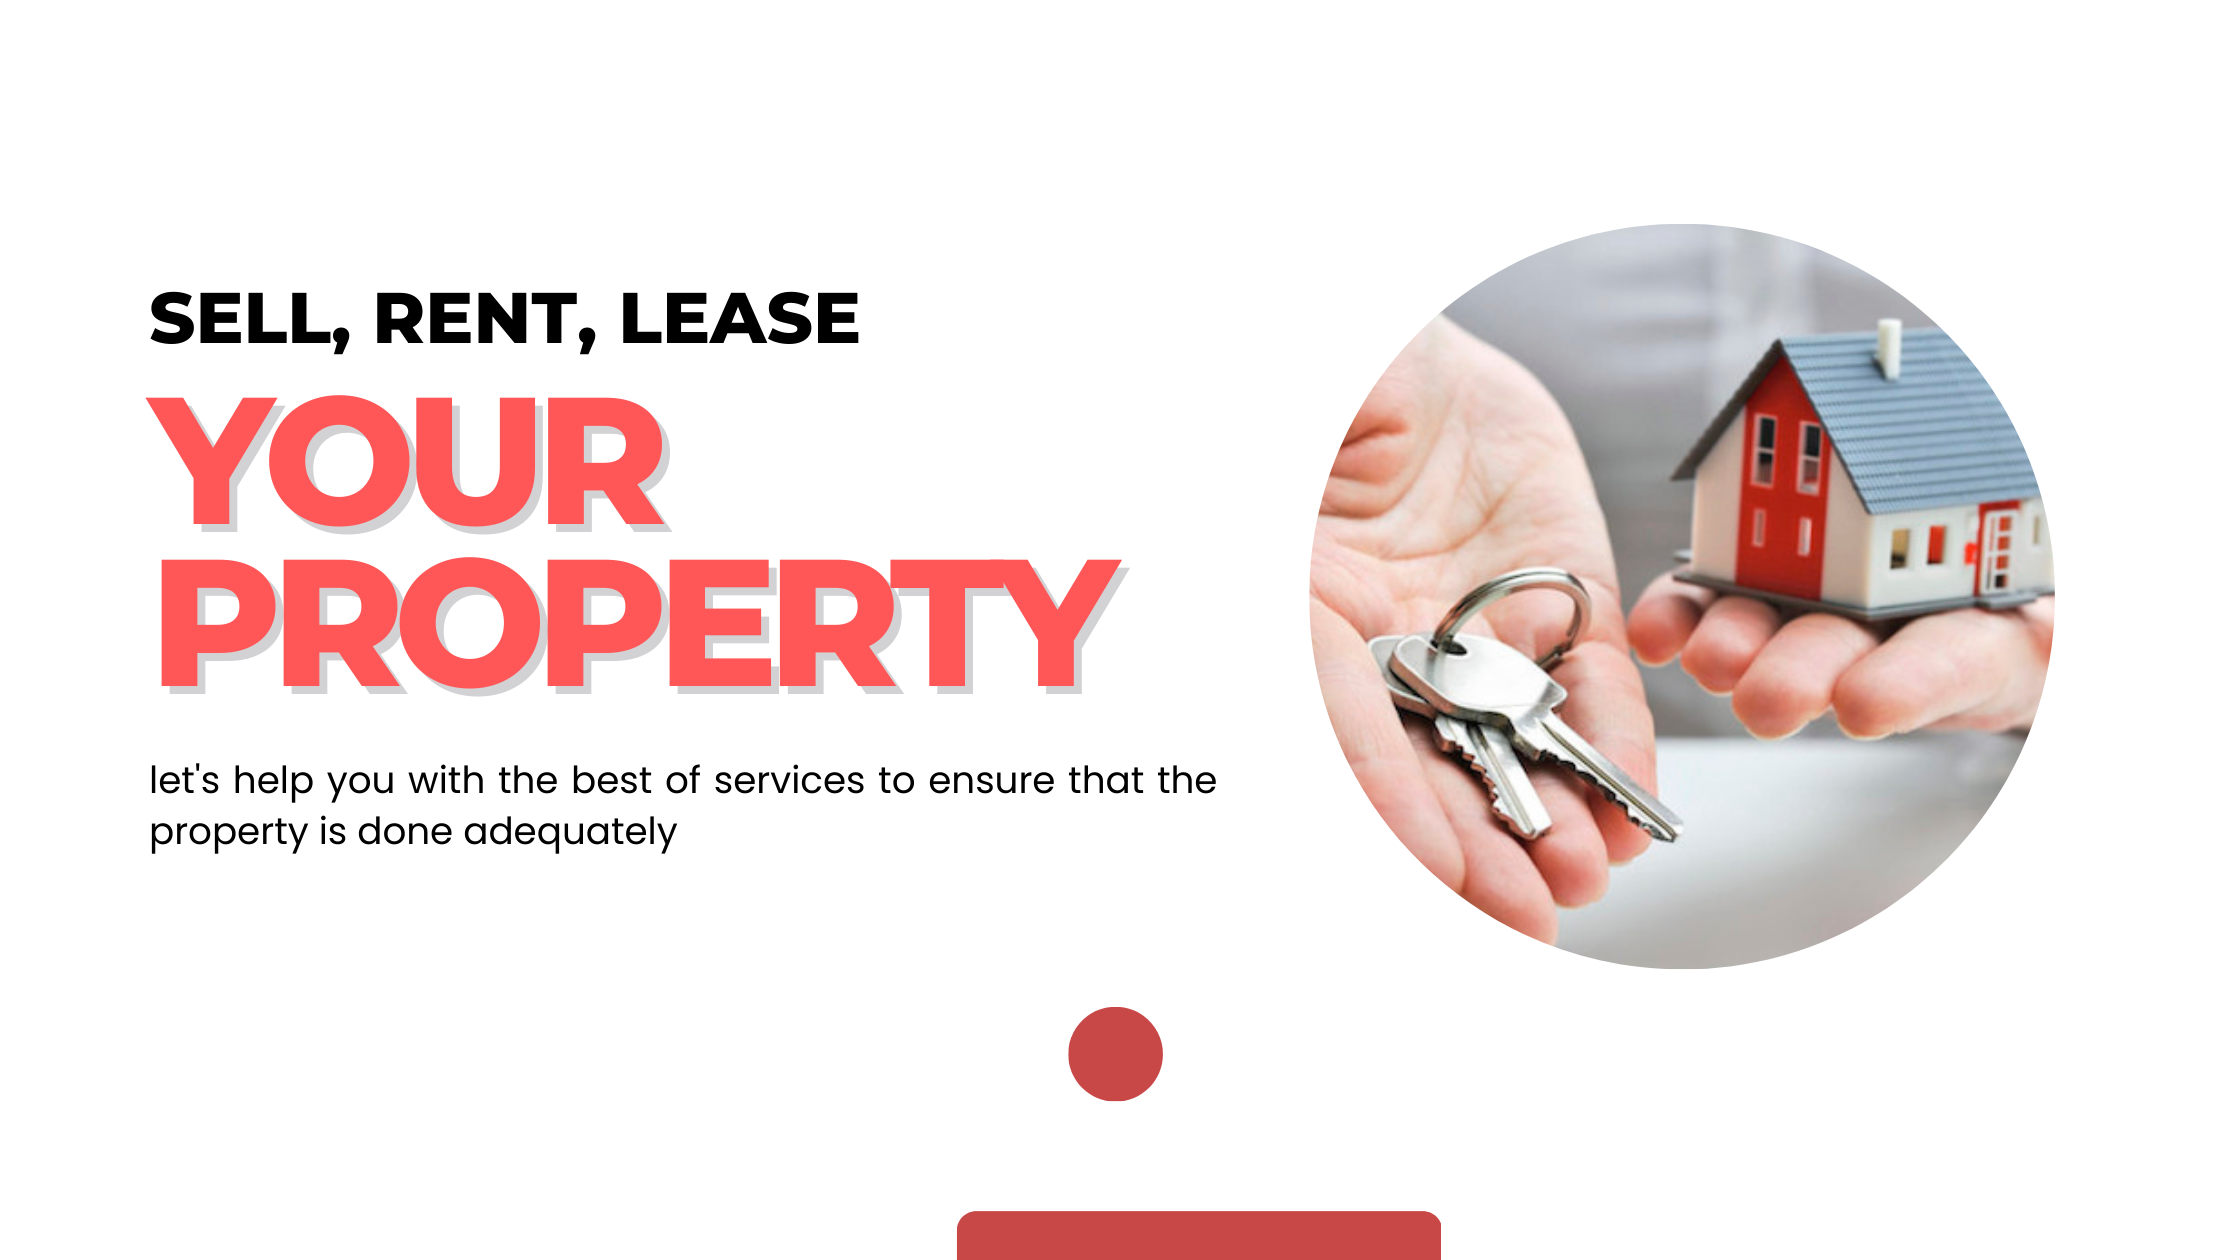 SELL, RENT, LEASE
YOUR
PROPERTY
let's help you with the best of services to ensure that the
property is done adequately